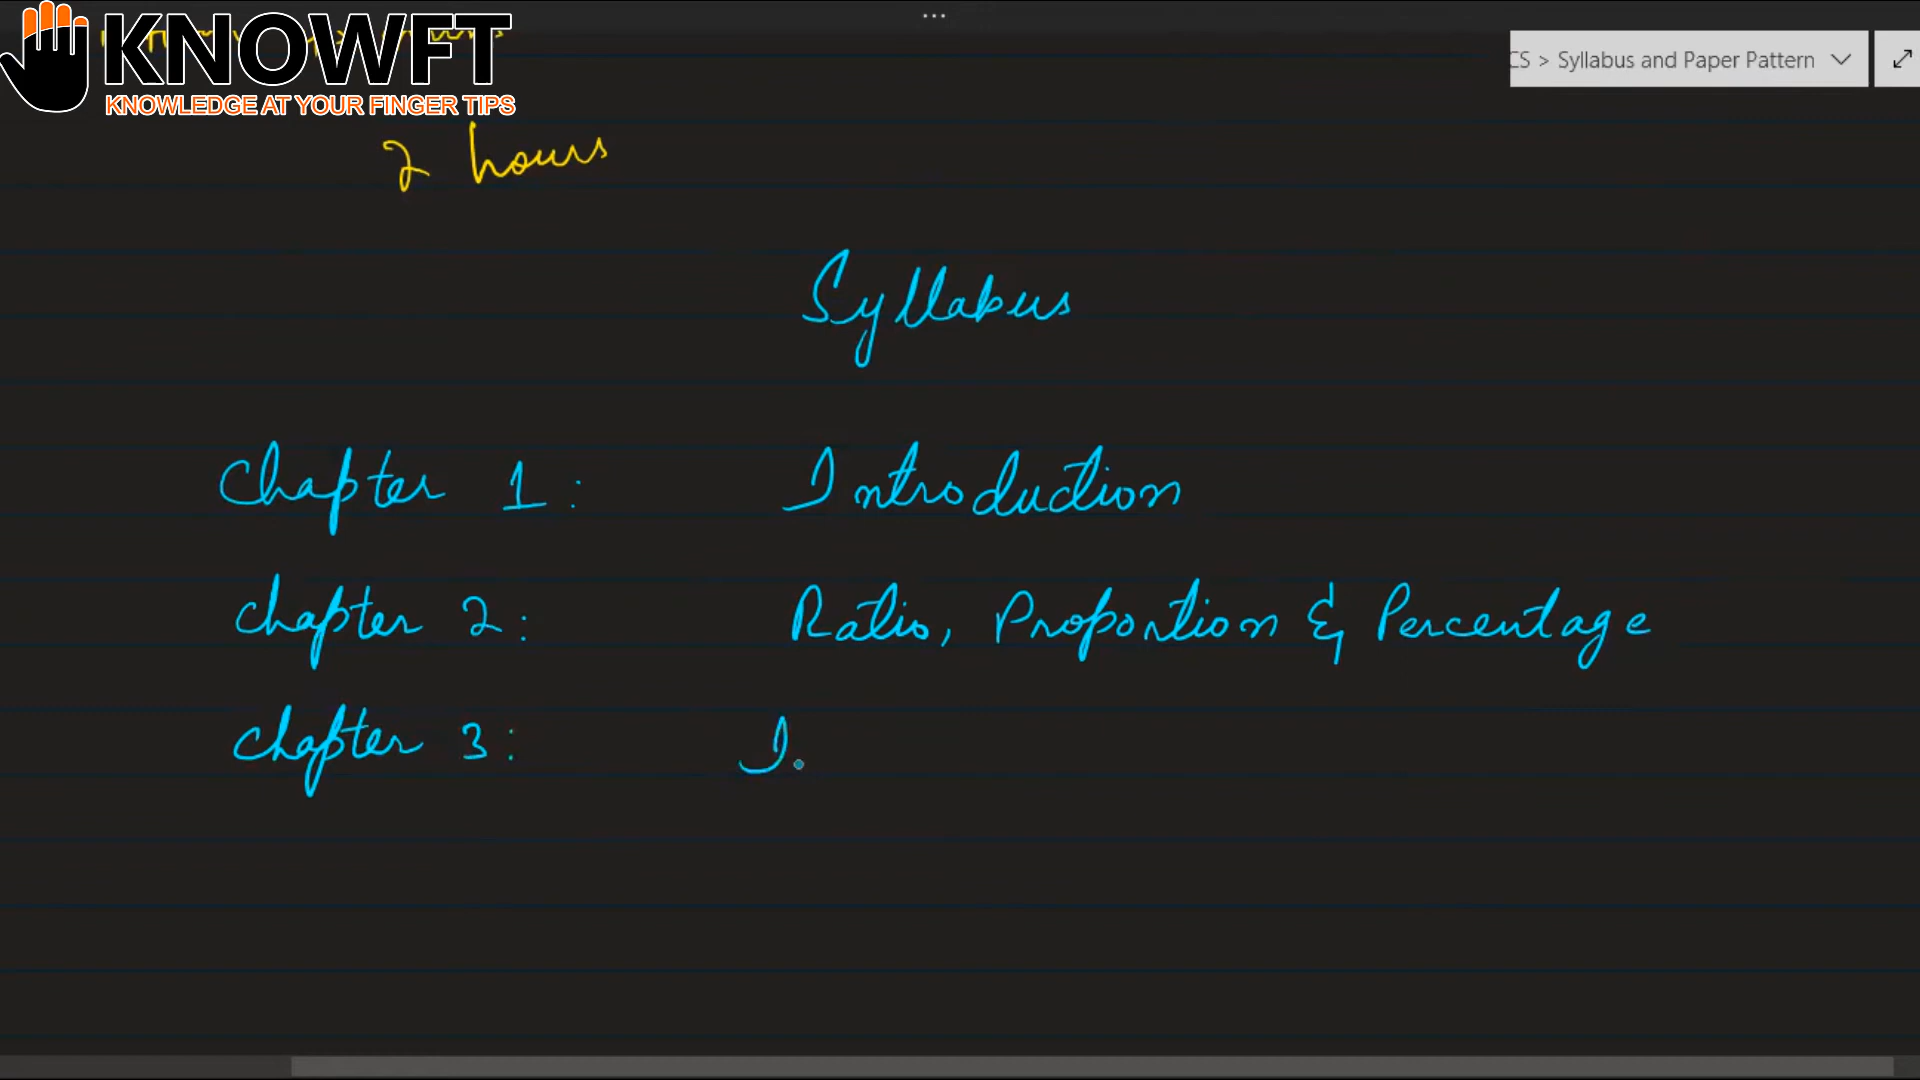 KNOWFT
KNOWLEDGE AT YOUR FINGER TIPS
CS > Syllabus and Paper Pattern
2 hours
Syllabus
Chapter 1: Introduction
Chapter 2: Ratio, Proportion & Percentage
Chapter 3: I